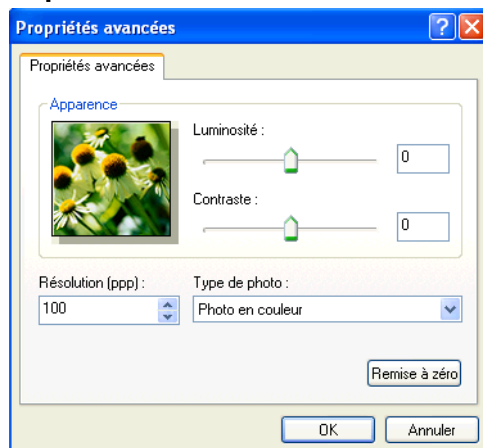 Propriétés avancées
Propriétés avancées
Apparence
Luminosité :
0
Contraste :
0
Résolution (ppp) :
Type de photo :
100
Photo en couleur
Remise à zéro
OK
Annuler